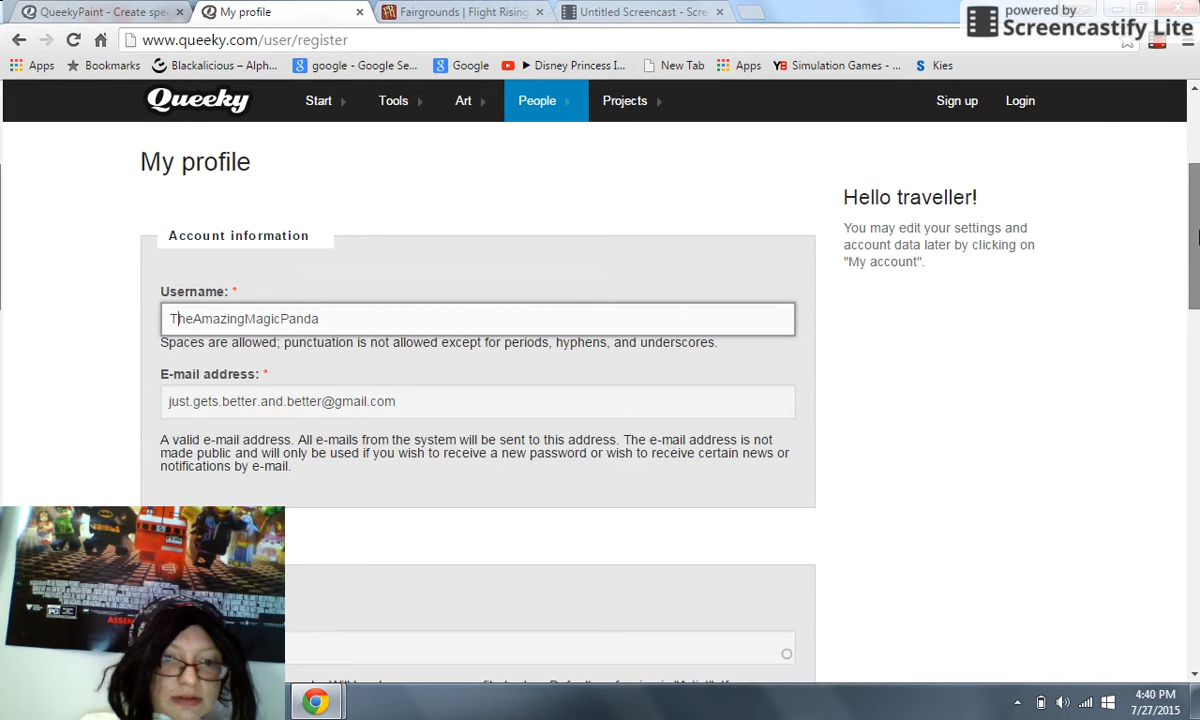 QueekyPaint - Create spe
My profile
Fairgrounds | Flight Rising
Untitled Screencast - Scre
powered by
Screencastify Lite
www.queeky.com/user/register
Apps
Bookmarks
Blackalicious – Alph...
google - Google Se...
Google
Disney Princess I...
New Tab
Apps
Y8
Simulation Games - ...
S
Kies
Queeky
Start
Tools
Art
People
Projects
Sign up
Login
My profile
Hello traveller!
You may edit your settings and
account data later by clicking on
"My account".
Account information
Username: *
TheAmazingMagicPanda
Spaces are allowed; punctuation is not allowed except for periods, hyphens, and underscores.
E-mail address: *
just.gets.better.and.better@gmail.com
A valid e-mail address. All e-mails from the system will be sent to this address. The e-mail address is not
made public and will only be used if you wish to receive a new password or wish to receive certain news or
notifications by e-mail.
PG
4:40 PM
7/27/2015